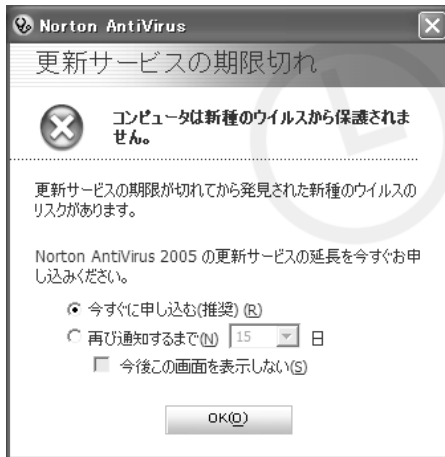 Norton AntiVirus
更新サービスの期限切れ
コンピュータは新種のウイルスから保護されま
せん。
更新サービスの期限が切れてから発見された新種のウイルスの
リスクがあります。
Norton AntiVirus 2005 の更新サービスの延長を今すぐお申
し込みください。
今すぐに申し込む(推奨) (R)
再び通知するまで(N) 15 日
今後この画面を表示しない(S)
OK(O)